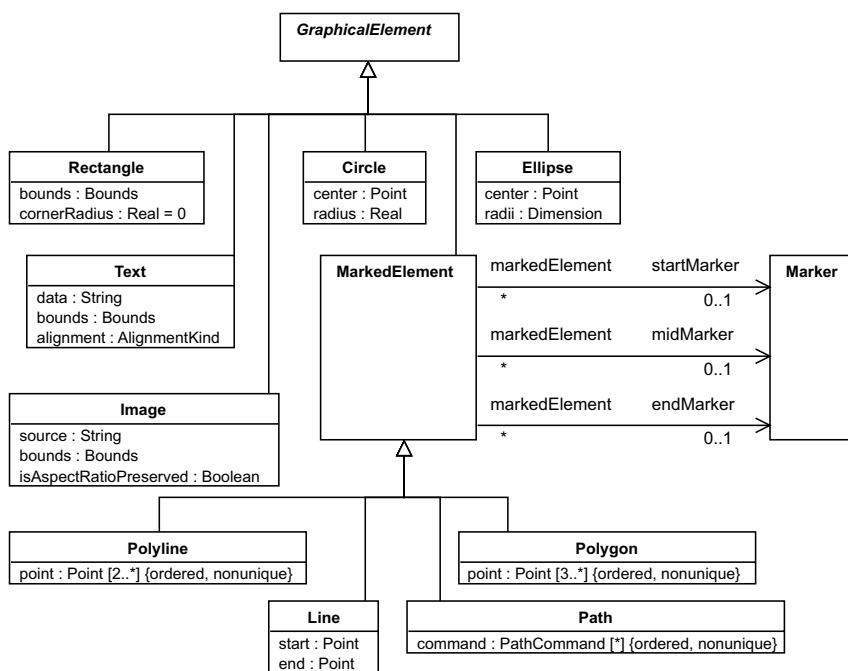 GraphicalElement
Rectangle
bounds : Bounds
cornerRadius : Real = 0
Circle
center : Point
radius : Real
Ellipse
center : Point
radii : Dimension
Text
data : String
bounds : Bounds
alignment : AlignmentKind
MarkedElement
markedElement startMarker
* 0..1
markedElement midMarker
* 0..1
markedElement endMarker
* 0..1
Marker
Image
source : String
bounds : Bounds
isAspectRatioPreserved : Boolean
Polyline
point : Point [2..*] {ordered, nonunique}
Polygon
point : Point [3..*] {ordered, nonunique}
Line
start : Point
end : Point
Path
command : PathCommand [*] {ordered, nonunique}